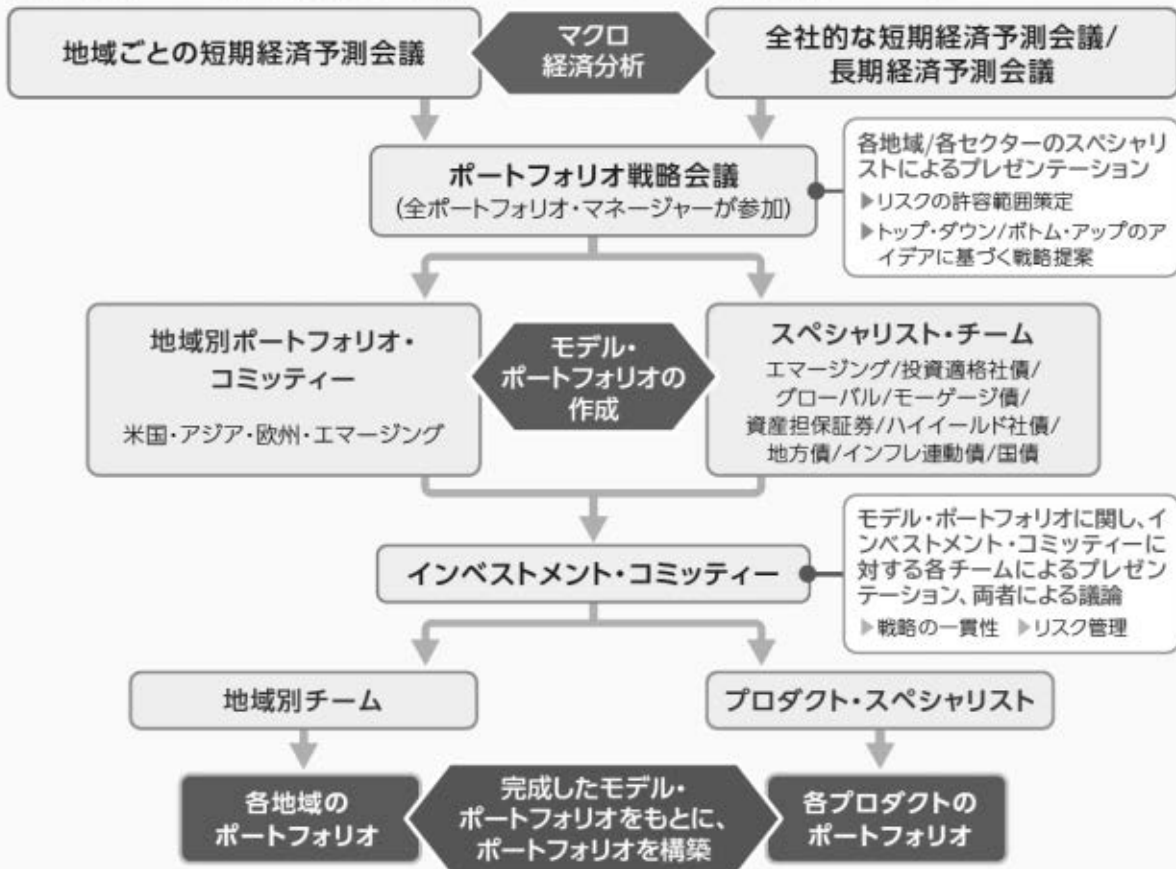 地域ごとの短期経済予測会議
マクロ
経済分析
全社的な短期経済予測会議/
長期経済予測会議
ポートフォリオ戦略会議
(全ポートフォリオ・マネージャーが参加)
各地域/各セクターのスペシャリ
ストによるプレゼンテーション
▶リスクの許容範囲策定
▶トップ・ダウン/ボトム・アップのア
イデアに基づく戦略提案
地域別ポートフォリオ・
コミッティー
米国・アジア・欧州・エマージング
モデル・
ポートフォリオの
作成
スペシャリスト・チーム
エマージング/投資適格社債/
グローバル/モーゲージ債/
資産担保証券/ハイイールド社債/
地方債/インフレ連動債/国債
インベストメント・コミッティー
モデル・ポートフォリオに関し、イ
ンベストメント・コミッティーに
対する各チームによるプレゼン
テーション、両者による議論
▶戦略の一貫性 ▶リスク管理
地域別チーム
プロダクト・スペシャリスト
各地域の
ポートフォリオ
完成したモデル・
ポートフォリオをもとに、
ポートフォリオを構築
各プロダクトの
ポートフォリオ